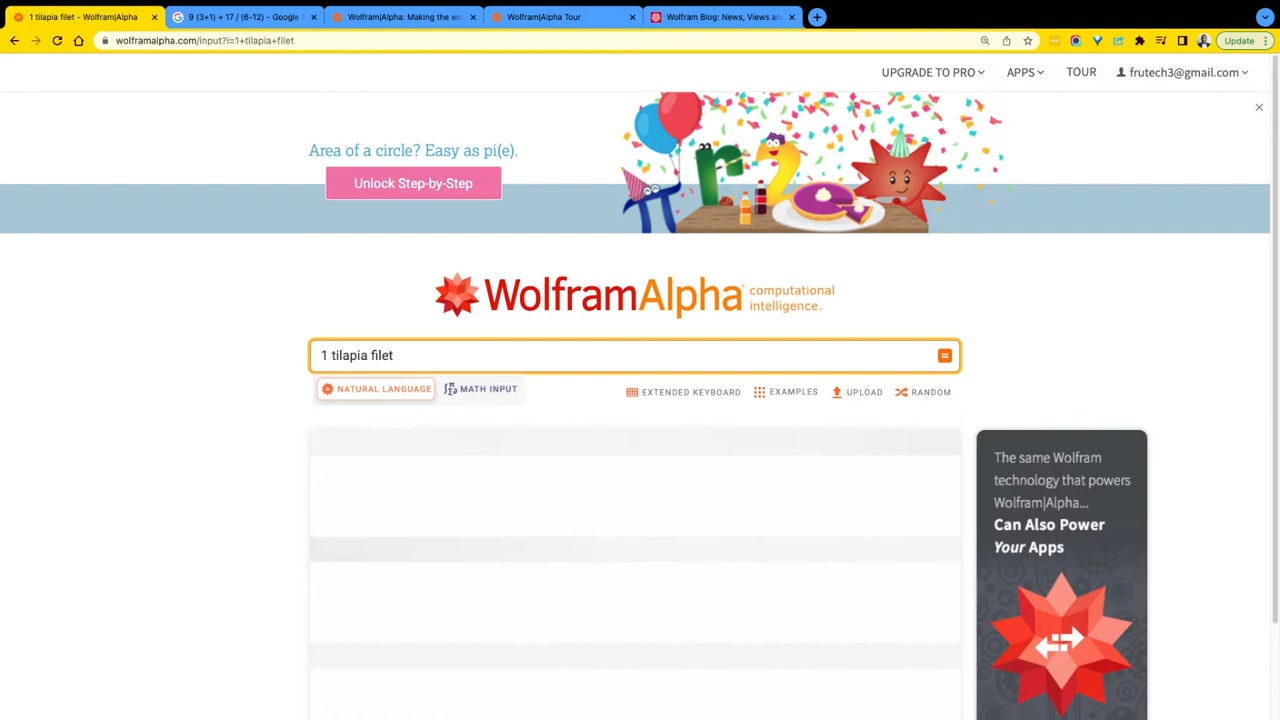 1 tilapia filet - Wolfram|Alpha
9 (3+1) + 17 / (6-12) - Google
Wolfram|Alpha: Making the wo
Wolfram|Alpha Tour
Wolfram Blog: News, Views an
wolframalpha.com/input?i=1+tilapia+filet
Update
UPGRADE TO PRO
APPS
TOUR
frutech3@gmail.com
Area of a circle? Easy as pi(e).
Unlock Step-by-Step
π r 2
WolframAlpha computational
intelligence™
1 tilapia filet
=
NATURAL LANGUAGE
MATH INPUT
EXTENDED KEYBOARD
EXAMPLES
UPLOAD
RANDOM
The same Wolfram
technology that powers
Wolfram|Alpha...
Can Also Power
Your Apps